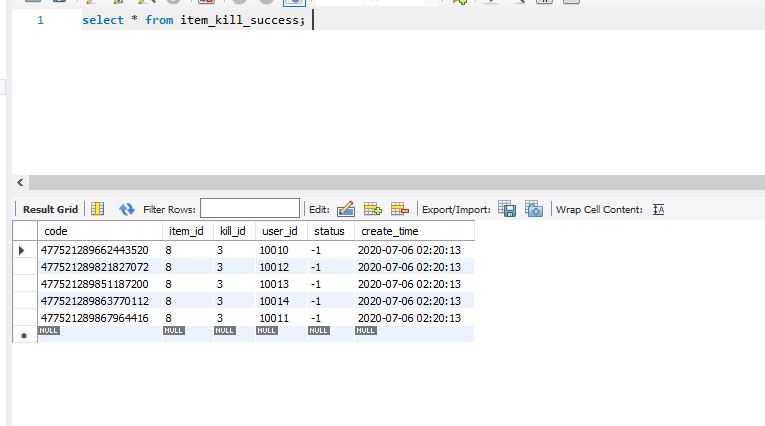 1 select * from item_kill_success;
Result Grid Filter Rows: Edit: Export/Import: Wrap Cell Content:
code item_id kill_id user_id status create_time
477521289662443520 8 3 10010 -1 2020-07-06 02:20:13
477521289821827072 8 3 10012 -1 2020-07-06 02:20:13
477521289851187200 8 3 10013 -1 2020-07-06 02:20:13
477521289863770112 8 3 10014 -1 2020-07-06 02:20:13
477521289867964416 8 3 10011 -1 2020-07-06 02:20:13
NULL NULL NULL NULL NULL NULL